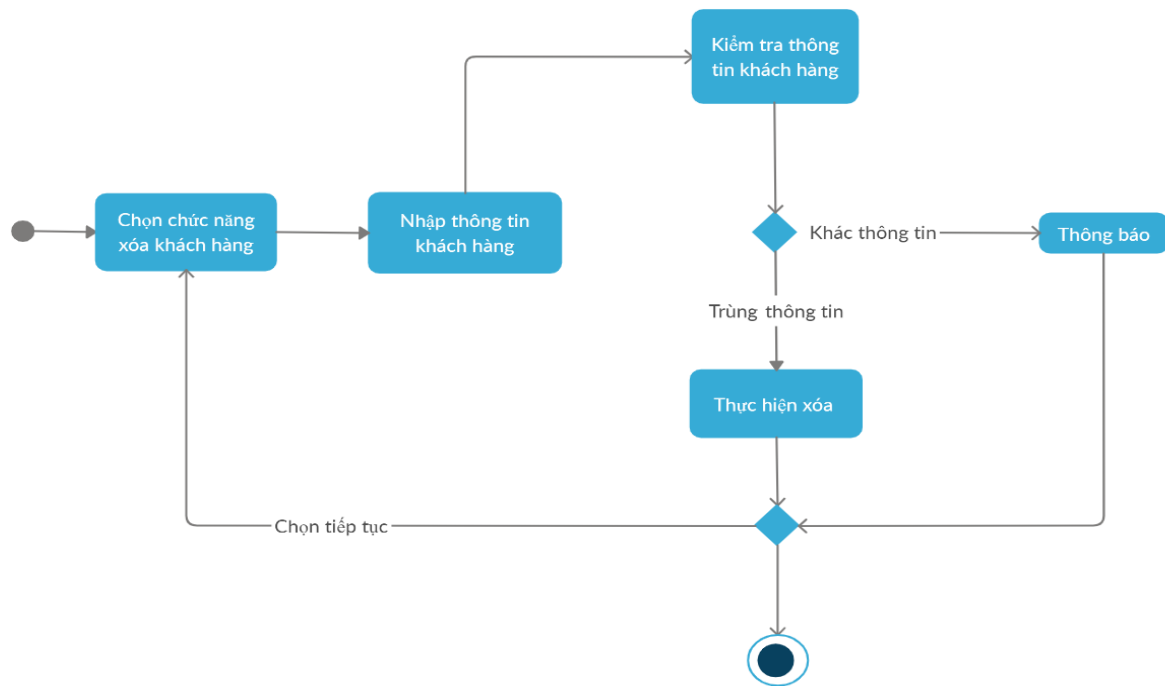 Kiểm tra thông
tin khách hàng
Chọn chức năng
xóa khách hàng
Nhập thông tin
khách hàng
Khác thông tin
Thông báo
Trùng thông tin
Thực hiện xóa
Chọn tiếp tục